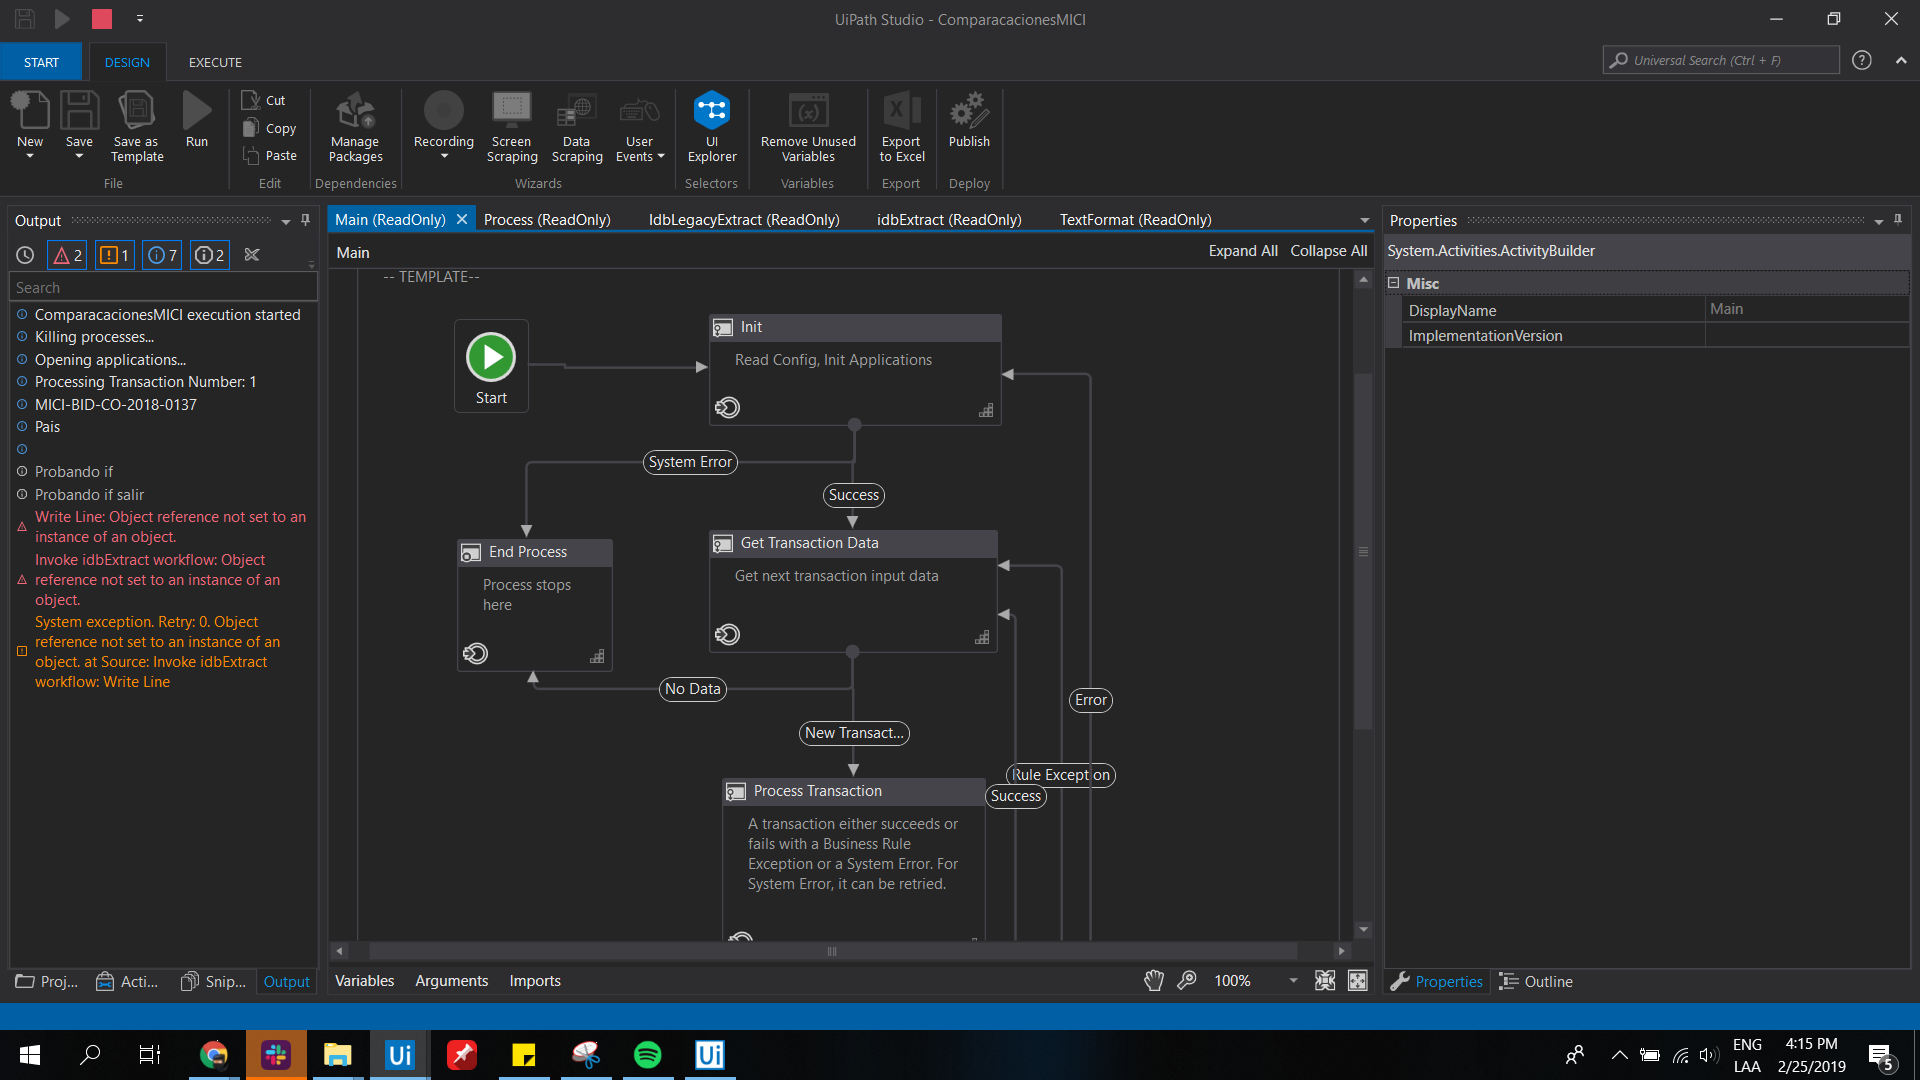 UiPath Studio - ComparacacionesMICI
START
DESIGN
EXECUTE
Universal Search (Ctrl + F)
New
Save
Save as
Template
Run
Cut
Copy
Paste
Manage
Packages
Recording
Screen
Scraping
Data
Scraping
User
Events
UI
Explorer
Remove Unused
Variables
Export
to Excel
Publish
File
Edit
Dependencies
Wizards
Selectors
Variables
Export
Deploy
Output
2
1
7
2
Search
ComparacacionesMICI execution started
Killing processes...
Opening applications...
Processing Transaction Number: 1
MICI-BID-CO-2018-0137
Pais
Probando if
Probando if salir
Write Line: Object reference not set to an
instance of an object.
Invoke idbExtract workflow: Object
reference not set to an instance of an
object.
System exception. Retry: 0. Object
reference not set to an instance of an
object. at Source: Invoke idbExtract
workflow: Write Line
Proj...
Acti...
Snip...
Output
Main (ReadOnly)
Process (ReadOnly)
IdbLegacyExtract (ReadOnly)
idbExtract (ReadOnly)
TextFormat (ReadOnly)
Main
Expand All
Collapse All
-- TEMPLATE--
Start
Init
Read Config, Init Applications
System Error
Success
End Process
Process stops
here
Get Transaction Data
Get next transaction input data
No Data
New Transact...
Error
Rule Exception
Success
Process Transaction
A transaction either succeeds or
fails with a Business Rule
Exception or a System Error. For
System Error, it can be retried.
Variables
Arguments
Imports
100%
Properties
System.Activities.ActivityBuilder
Misc
DisplayName
Main
ImplementationVersion
Properties
Outline
Ui
Ui
ENG
LAA
4:15 PM
2/25/2019
5